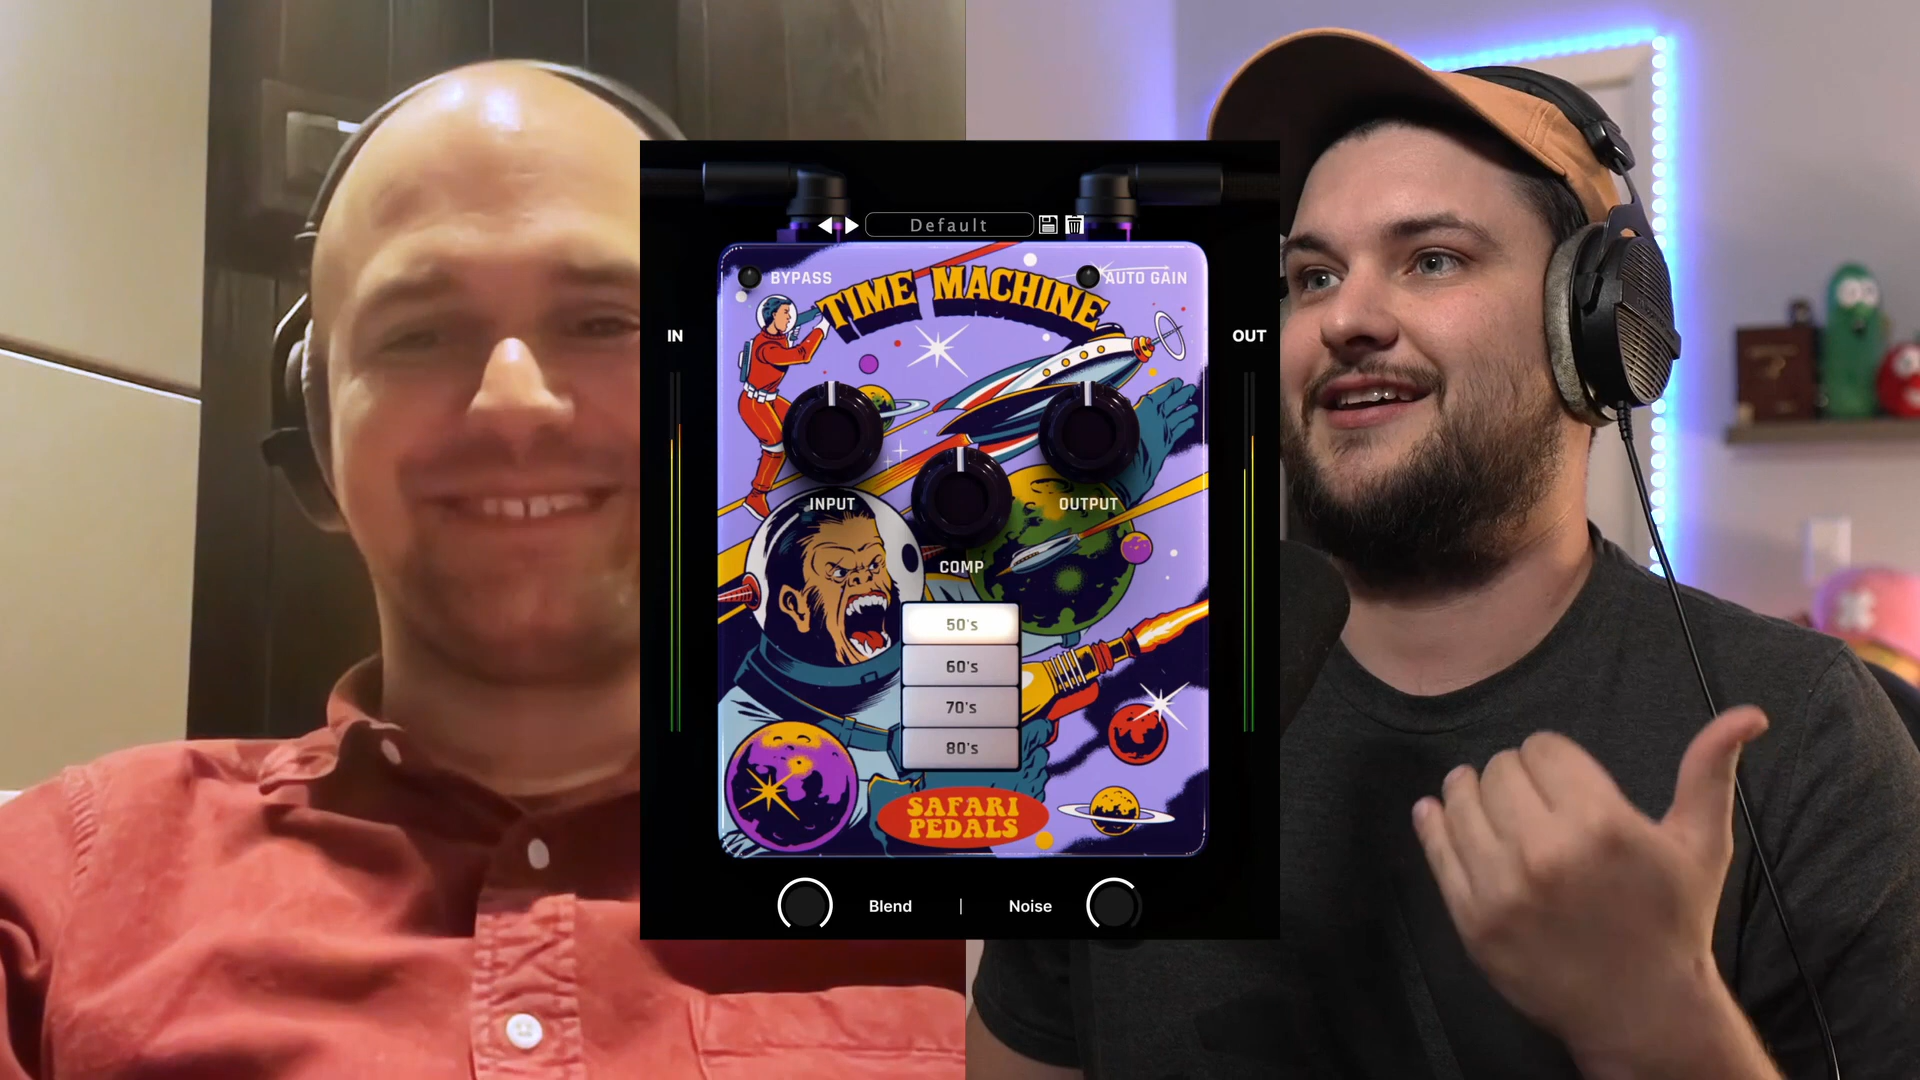 Default
BYPASS
TIME MACHINE
AUTO GAIN
IN
OUT
INPUT
OUTPUT
COMP
50's
60's
70's
80's
SAFARI
PEDALS
Blend | Noise